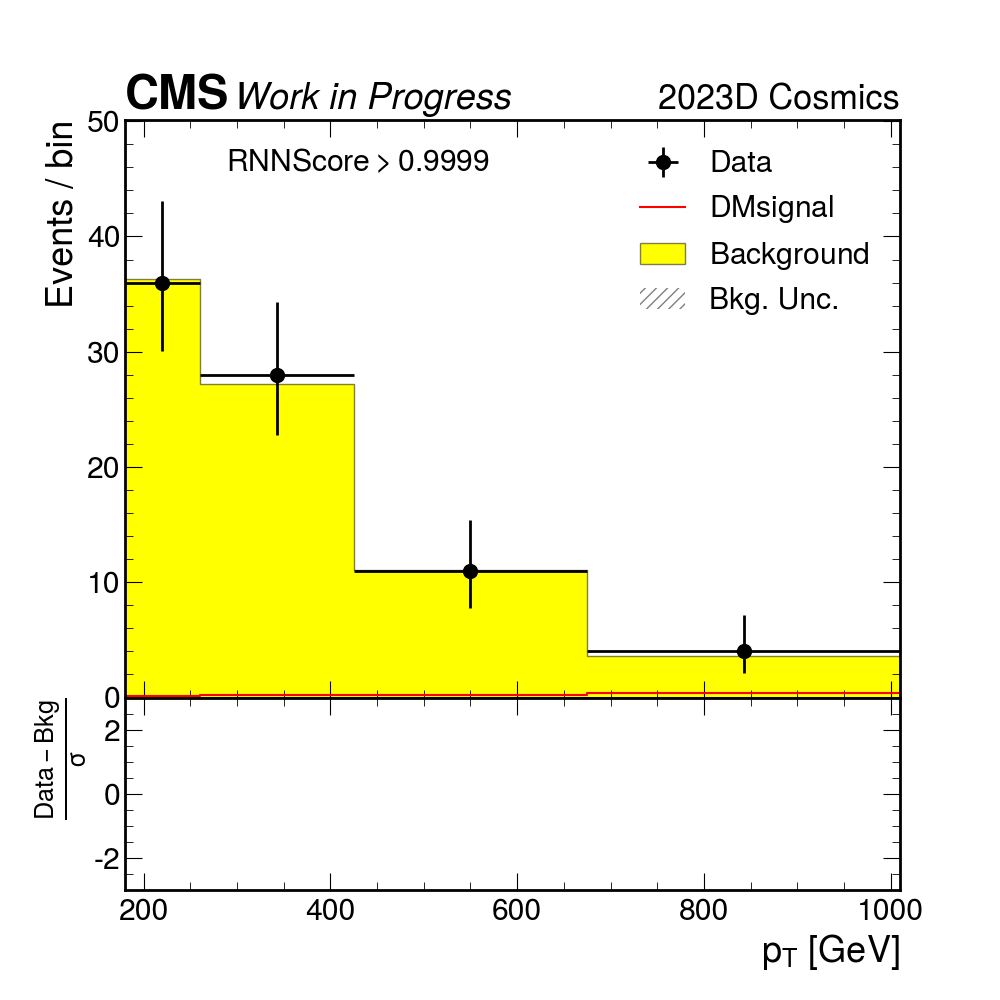 CMS Work in Progress 2023D Cosmics
Events / bin
50
40
30
20
10
0
RNNScore > 0.9999
Data
DMsignal
Background
Bkg. Unc.
Data – Bkg
σ
2
0
-2
200 400 600 800 1000
pT [GeV]